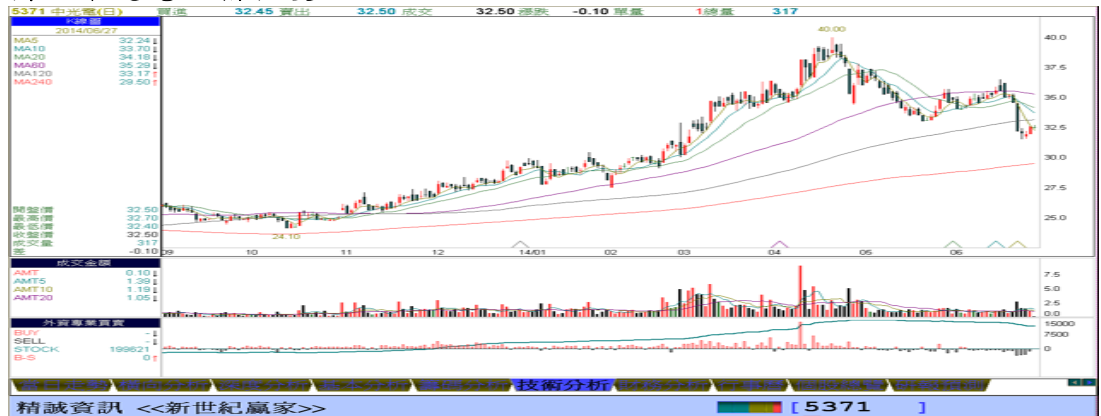 5371 中光電(日) 買進 32.45 賣出 32.50 成交 32.50 漲跌 -0.10 單量 1總量 317
K線圖
2014/06/27
MA5 32.24
MA10 33.70
MA20 34.18
MA60 35.29
MA120 33.17
MA240 29.50
40.00
40.0
37.5
35.0
32.5
30.0
27.5
25.0
24.10
開盤價 32.50
最高價 32.70
最低價 32.40
收盤價 32.50
成交量 317
差 -0.10
09 10 11 12 14/01 02 03 04 05 06
成交金額
AMT 0.10
AMT5 1.39
AMT10 1.19
AMT20 1.05
7.5
5.0
2.5
0.0
外資專業買賣
BUY -
SELL -
STOCK 199621
B-S 0
15000
7500
0
技術分析
精誠資訊 <<新世紀贏家>> [5371 ]